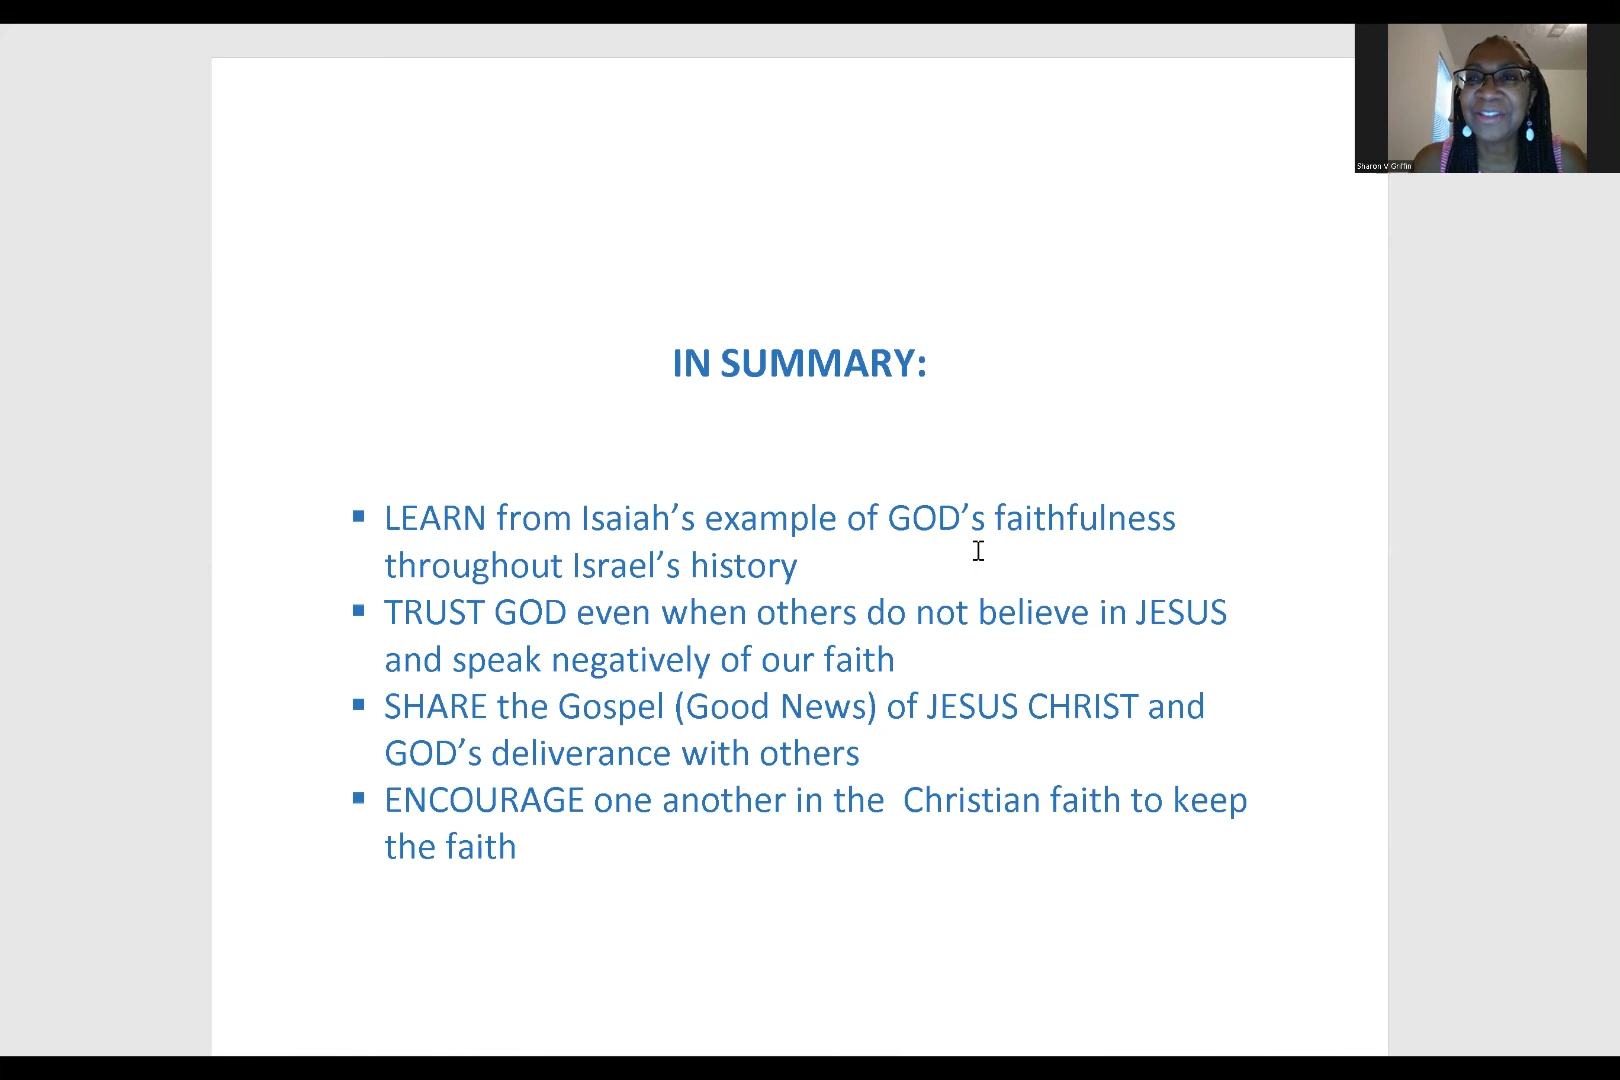 Sharon V Griffin
IN SUMMARY:
▪ LEARN from Isaiah’s example of GOD’s faithfulness
throughout Israel’s history
▪ TRUST GOD even when others do not believe in JESUS
and speak negatively of our faith
▪ SHARE the Gospel (Good News) of JESUS CHRIST and
GOD’s deliverance with others
▪ ENCOURAGE one another in the  Christian faith to keep
the faith